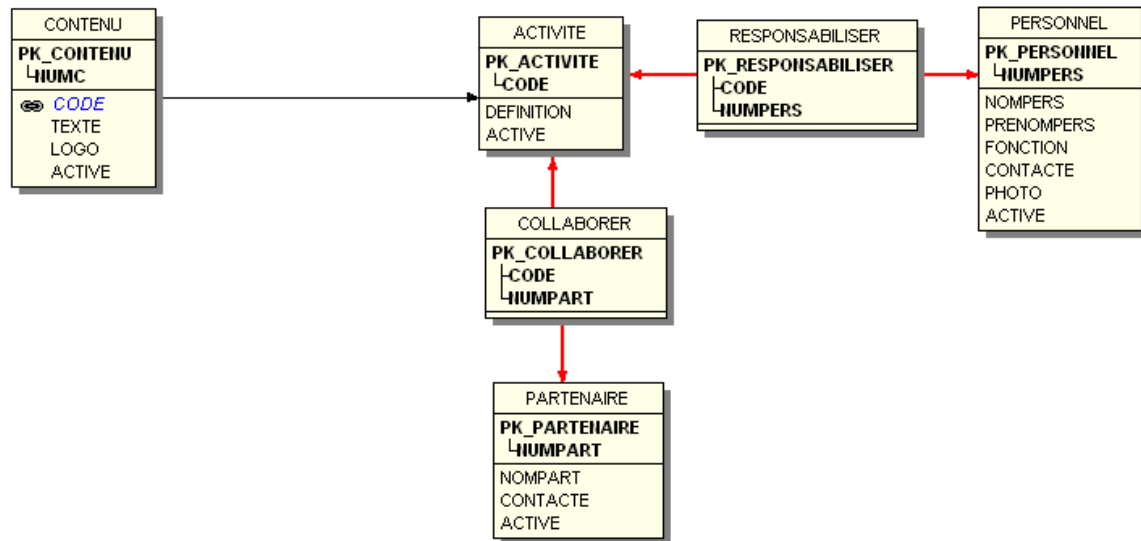 CONTENU
PK_CONTENU
NUMC
CODE
TEXTE
LOGO
ACTIVE
ACTIVITE
PK_ACTIVITE
CODE
DEFINITION
ACTIVE
RESPONSABILISER
PK_RESPONSABILISER
CODE
NUMPERS
PERSONNEL
PK_PERSONNEL
NUMPERS
NOMPERS
PRENOMPERS
FONCTION
CONTACTE
PHOTO
ACTIVE
COLLABORER
PK_COLLABORER
CODE
NUMPART
PARTENAIRE
PK_PARTENAIRE
NUMPART
NOMPART
CONTACTE
ACTIVE